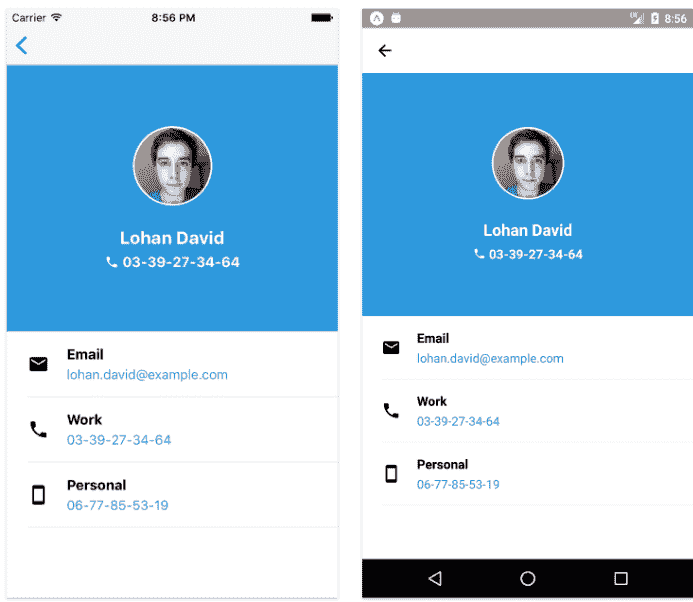 Carrier 8:56 PM
Lohan David
03-39-27-34-64
Email
lohan.david@example.com
Work
03-39-27-34-64
Personal
06-77-85-53-19
8:56
Lohan David
03-39-27-34-64
Email
lohan.david@example.com
Work
03-39-27-34-64
Personal
06-77-85-53-19